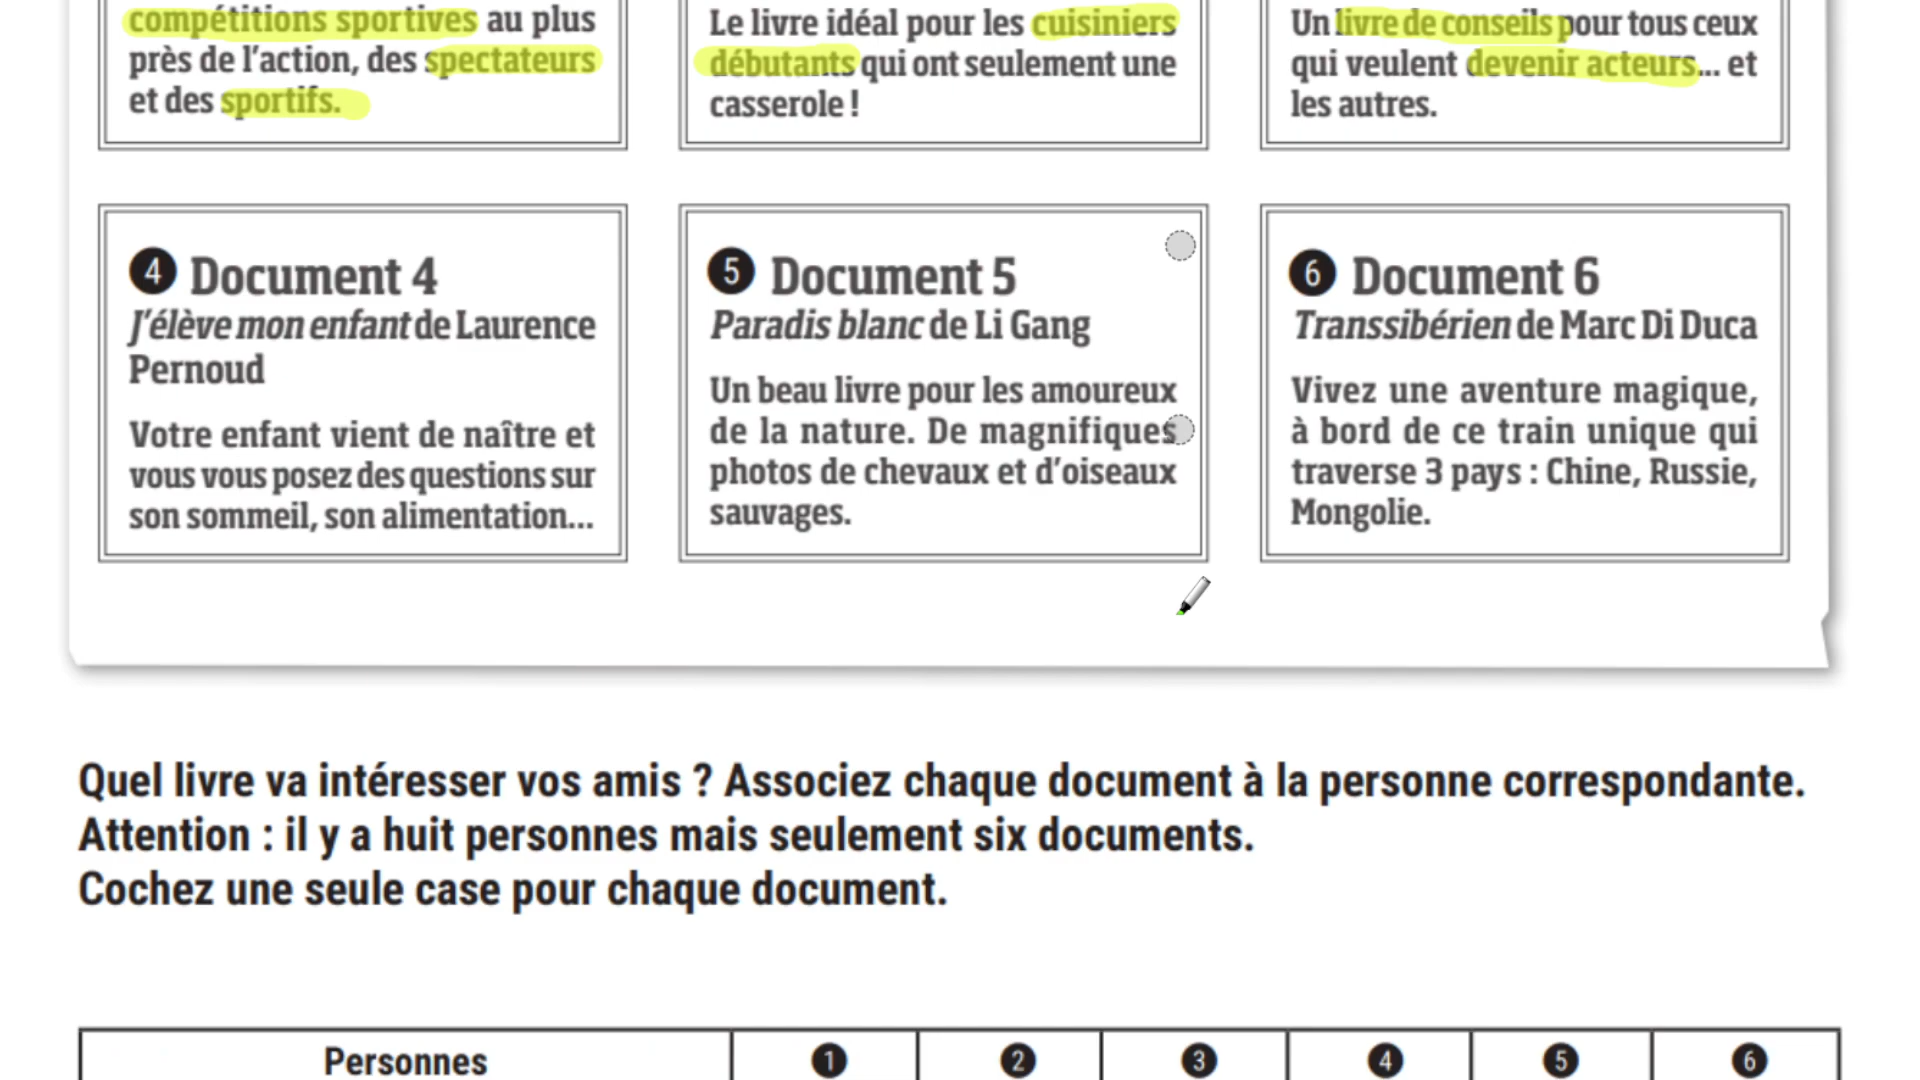 compétitions sportives au plus
près de l'action, des spectateurs
et des sportifs.
Le livre idéal pour les cuisiniers
débutants qui ont seulement une
casserole !
Un livre de conseils pour tous ceux
qui veulent devenir acteurs... et
les autres.
4 Document 4
J'élève mon enfant de Laurence
Pernoud
Votre enfant vient de naître et
vous vous posez des questions sur
son sommeil, son alimentation...
5 Document 5
Paradis blanc de Li Gang
Un beau livre pour les amoureux
de la nature. De magnifiques
photos de chevaux et d'oiseaux
sauvages.
6 Document 6
Transsibérien de Marc Di Duca
Vivez une aventure magique,
à bord de ce train unique qui
traverse 3 pays : Chine, Russie,
Mongolie.
Quel livre va intéresser vos amis ? Associez chaque document à la personne correspondante.
Attention : il y a huit personnes mais seulement six documents.
Cochez une seule case pour chaque document.
Personnes 1 2 3 4 5 6